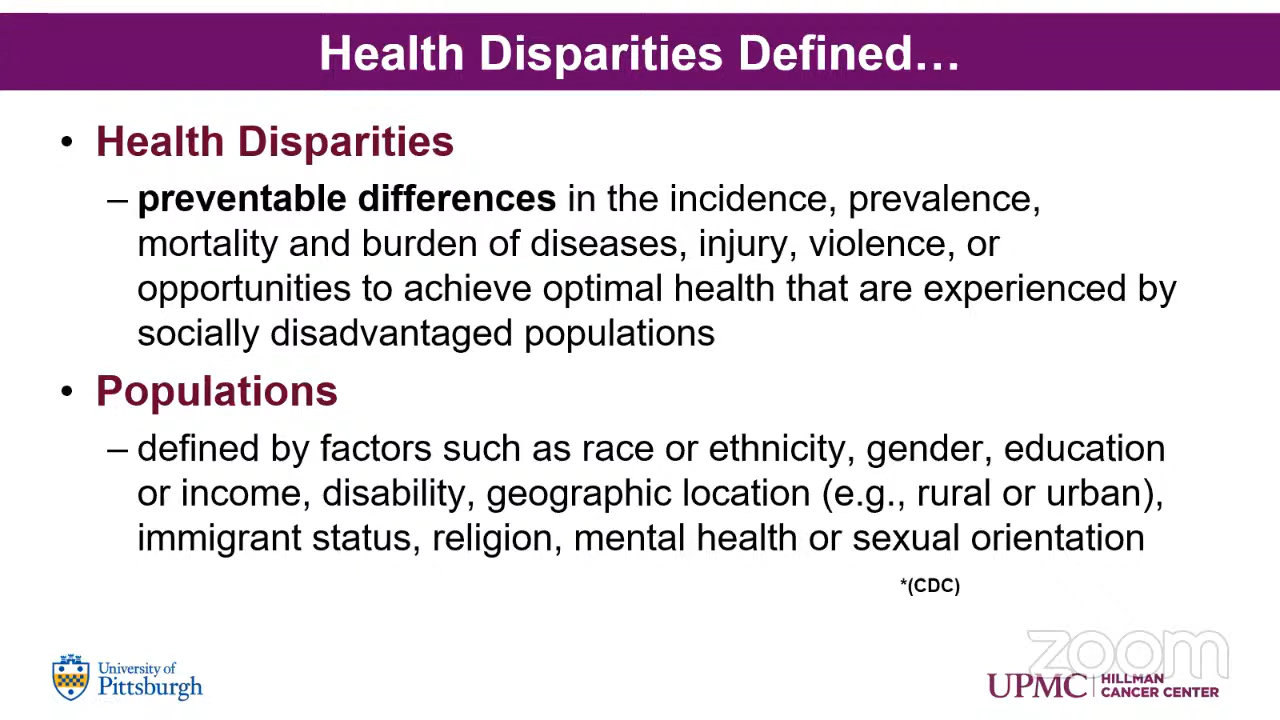 Health Disparities Defined…
• Health Disparities
– preventable differences in the incidence, prevalence,
mortality and burden of diseases, injury, violence, or
opportunities to achieve optimal health that are experienced by
socially disadvantaged populations
• Populations
– defined by factors such as race or ethnicity, gender, education
or income, disability, geographic location (e.g., rural or urban),
immigrant status, religion, mental health or sexual orientation
*(CDC)
University of
Pittsburgh
zoom
UPMC | HILLMAN
CANCER CENTER